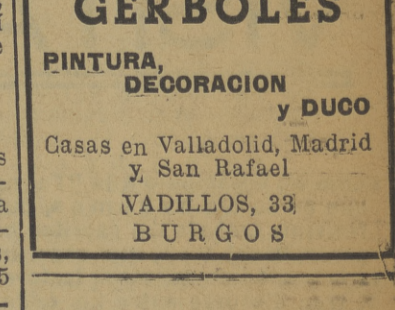 GERBOLES
PINTURA,
DECORACION
y DUCO
Casas en Valladolid, Madrid
y San Rafael
VADILLOS, 33
BURGOS